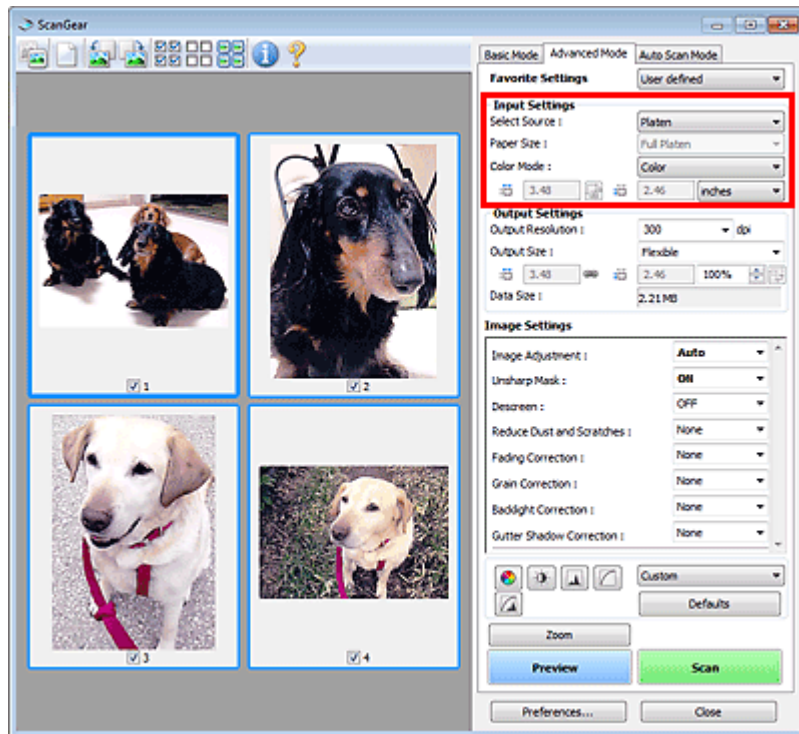 ScanGear
Basic Mode Advanced Mode Auto Scan Mode
Favorite Settings User defined
Input Settings
Select Source : Platen
Paper Size : Full Platen
Color Mode : Color
3.48 2.46 inches
Output Settings
Output Resolution : 300 dpi
Output Size : Flexible
3.48 2.46 100%
Data Size : 2.21 MB
Image Settings
Image Adjustment : Auto
Unsharp Mask : ON
Descreen : OFF
Reduce Dust and Scratches : None
Fading Correction : None
Grain Correction : None
Backlight Correction : None
Gutter Shadow Correction : None
Custom
Defaults
Zoom
Preview Scan
Preferences... Close
1 2
3 4